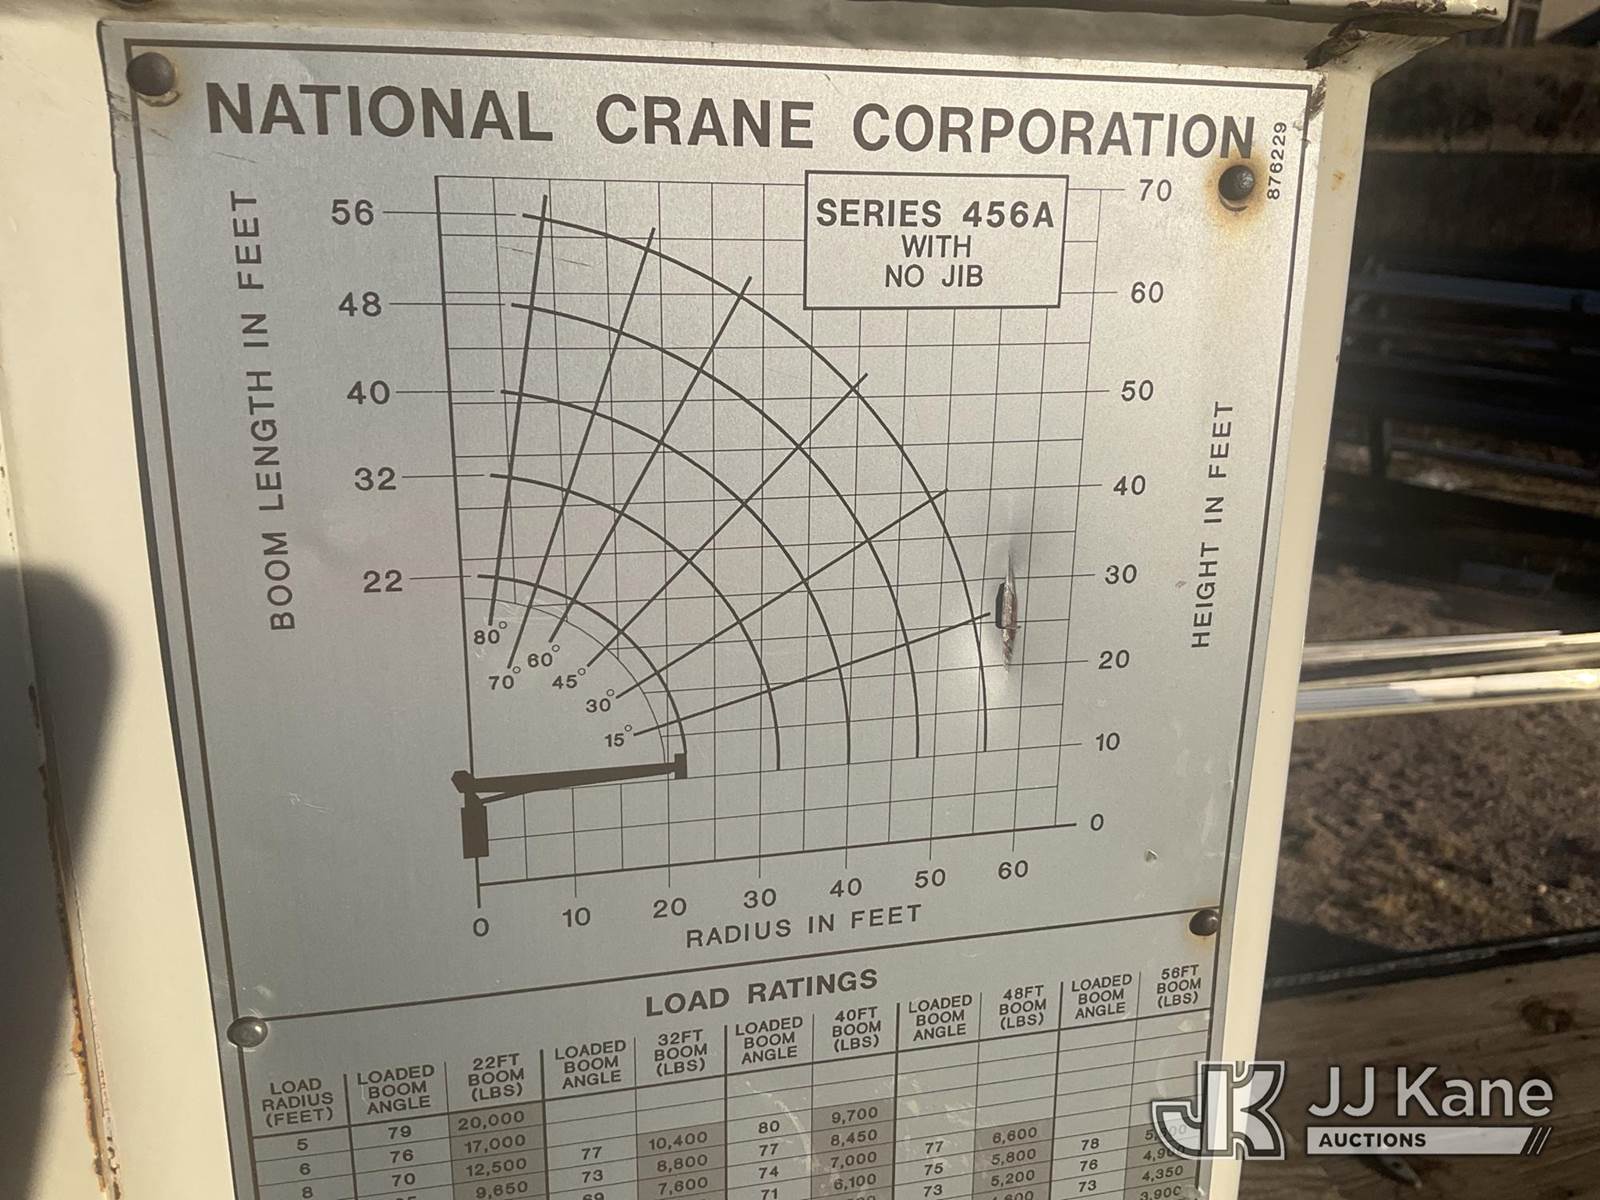 NATIONAL CRANE CORPORATION
876229
SERIES 456A
WITH
NO JIB
BOOM LENGTH IN FEET
56
48
40
32
22
80°
70°
60°
45°
30°
15°
70
60
50
40
30
20
10
0
HEIGHT IN FEET
0 10 20 30 40 50 60
RADIUS IN FEET
LOAD RATINGS
LOAD RADIUS (FEET)
LOADED BOOM ANGLE
22FT BOOM (LBS)
LOADED BOOM ANGLE
32FT BOOM (LBS)
LOADED BOOM ANGLE
40FT BOOM (LBS)
LOADED BOOM ANGLE
48FT BOOM (LBS)
LOADED BOOM ANGLE
56FT BOOM (LBS)
5 79 20,000 80 9,700
6 76 17,000 77 10,400 77 8,450 77 6,600 78
8 70 12,500 73 8,800 74 7,000 75 5,800 76
9,650 69 7,600 71 6,100 73 5,200 73 4,350
3,900
JJ Kane
AUCTIONS
JK